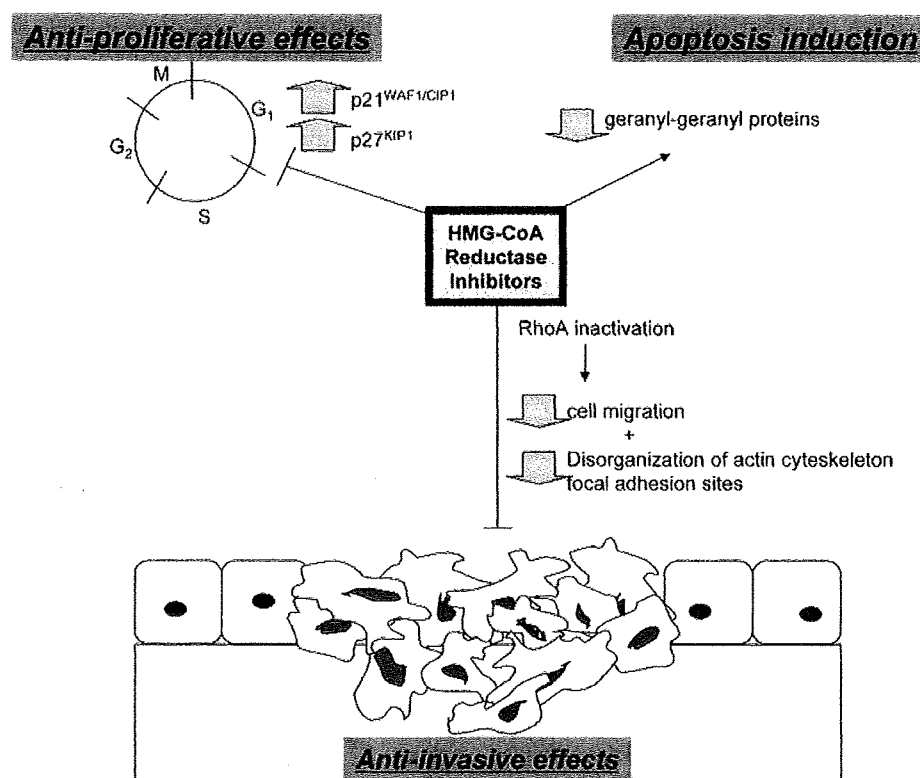 Anti-proliferative effects
Apoptosis induction
M
G1
G2
S
p21WAF1/CIP1
p27KIP1
geranyl-geranyl proteins
HMG-CoA
Reductase
Inhibitors
RhoA inactivation
cell migration
+
Disorganization of actin cyteskeleton
focal adhesion sites
Anti-invasive effects